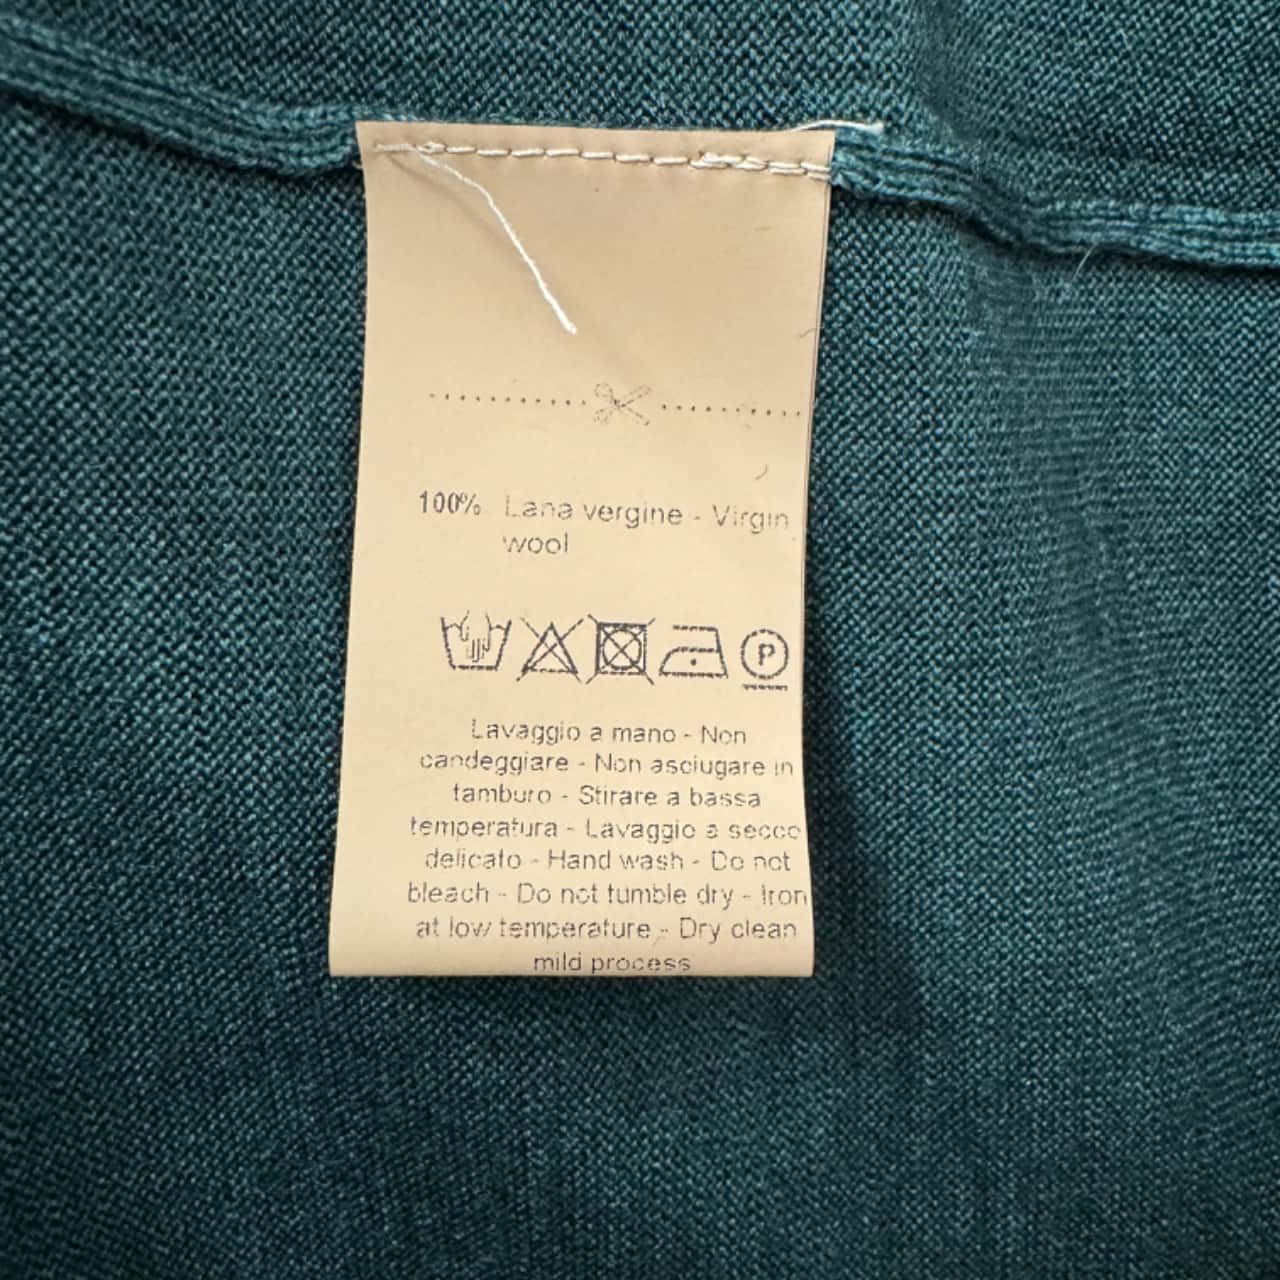 100% Lana vergine - Virgin
wool
P
Lavaggio a mano - Non
candeggiare - Non asciugare in
tamburo - Stirare a bassa
temperatura - Lavaggio a secco
delicato - Hand wash - Do not
bleach - Do not tumble dry - Iron
at low temperature - Dry clean
mild process